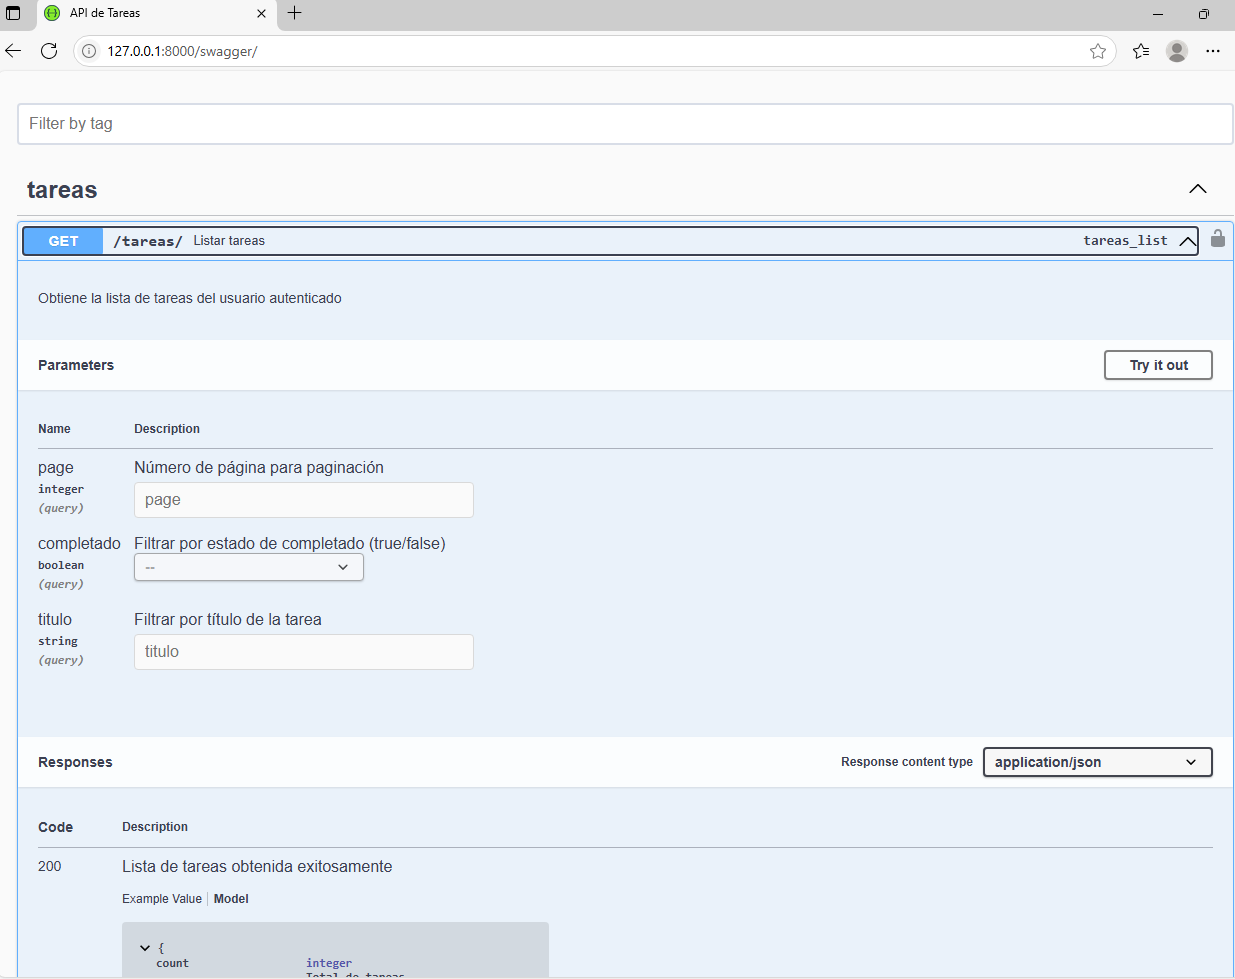 API de Tareas
127.0.0.1:8000/swagger/
Filter by tag
tareas
GET /tareas/ Listar tareas tareas_list
Obtiene la lista de tareas del usuario autenticado
Parameters Try it out
Name Description
page Número de página para paginación
integer
(query)
page
completado Filtrar por estado de completado (true/false)
boolean
(query)
--
titulo Filtrar por título de la tarea
string
(query)
titulo
Responses Response content type application/json
Code Description
200 Lista de tareas obtenida exitosamente
Example Value Model
{
count integer
Total de tareas